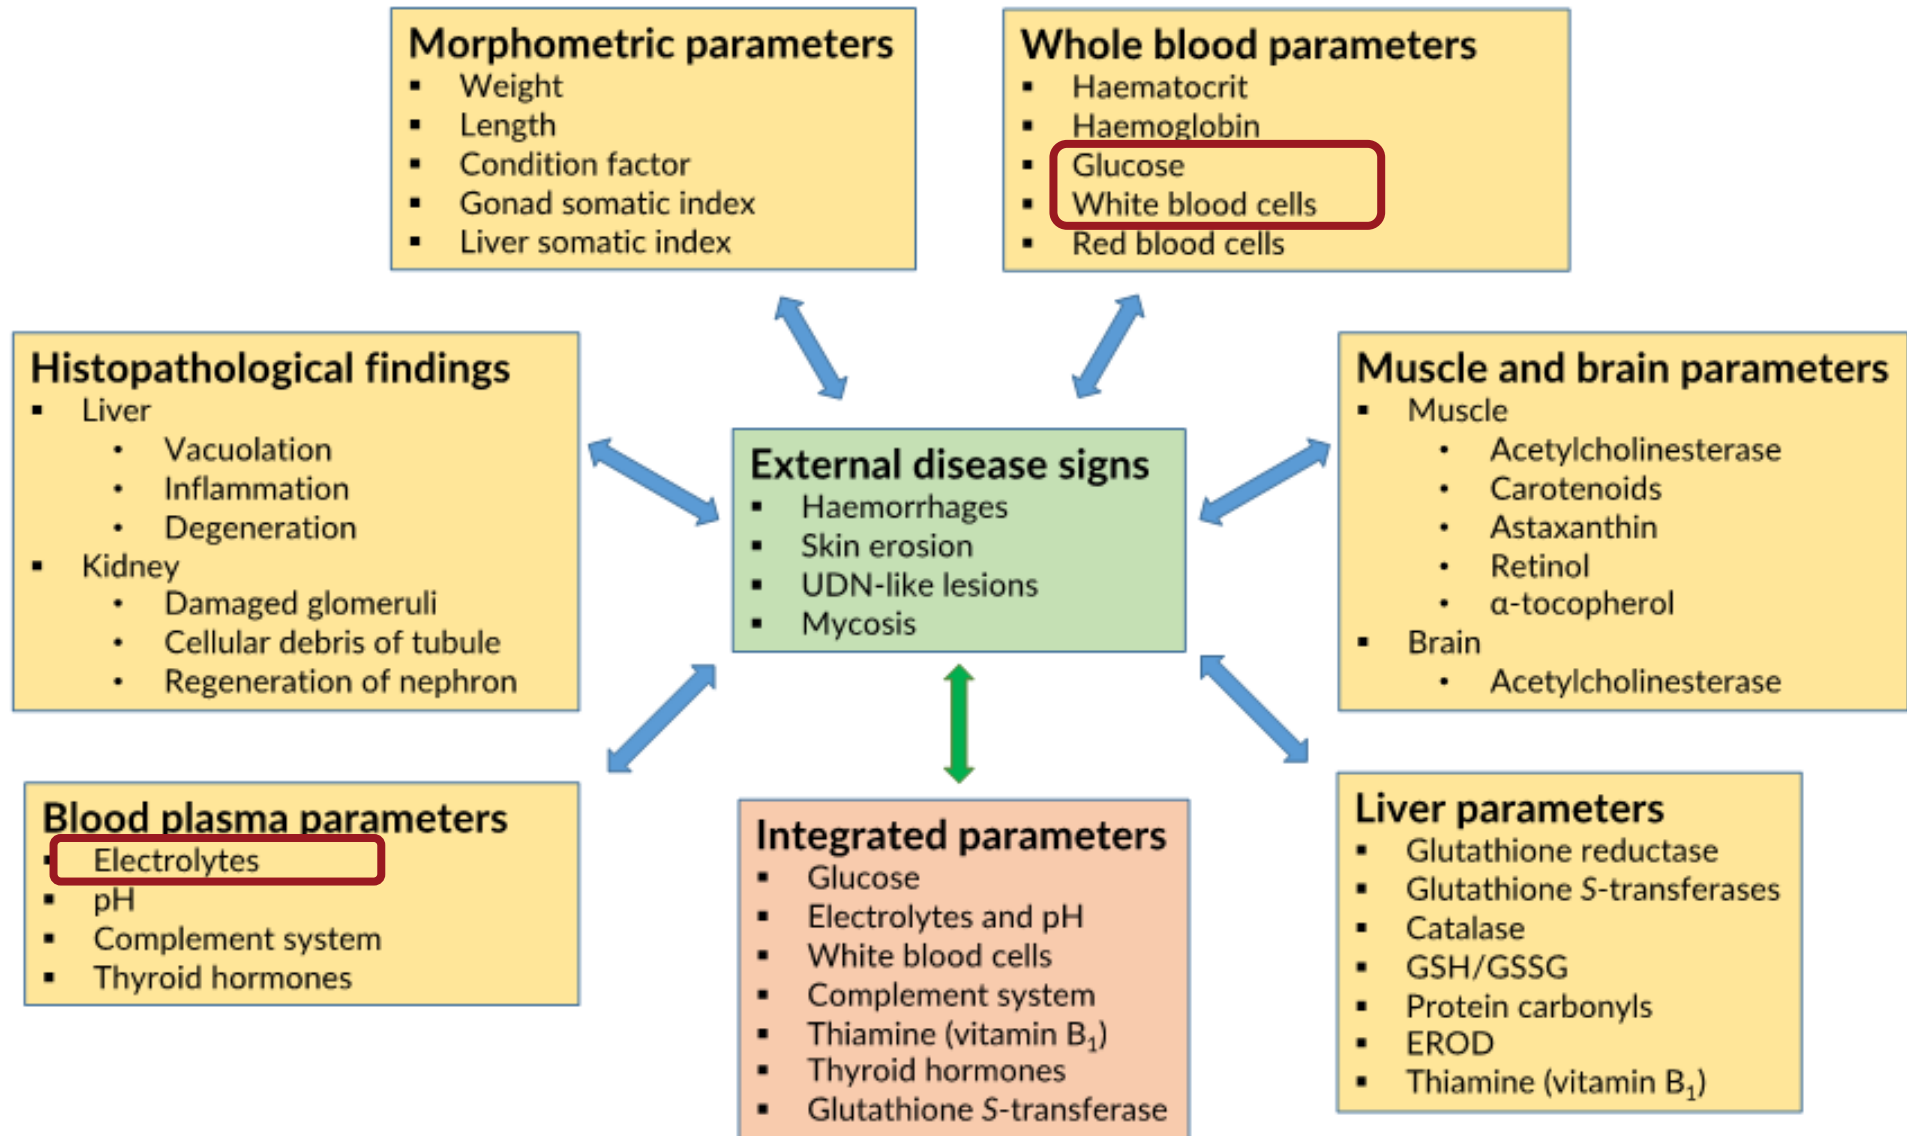 Morphometric parameters
▪ Weight
▪ Length
▪ Condition factor
▪ Gonad somatic index
▪ Liver somatic index
Whole blood parameters
▪ Haematocrit
▪ Haemoglobin
▪ Glucose
▪ White blood cells
▪ Red blood cells
Histopathological findings
▪ Liver
• Vacuolation
• Inflammation
• Degeneration
▪ Kidney
• Damaged glomeruli
• Cellular debris of tubule
• Regeneration of nephron
External disease signs
▪ Haemorrhages
▪ Skin erosion
▪ UDN-like lesions
▪ Mycosis
Muscle and brain parameters
▪ Muscle
• Acetylcholinesterase
• Carotenoids
• Astaxanthin
• Retinol
• α-tocopherol
▪ Brain
• Acetylcholinesterase
Blood plasma parameters
▪ Electrolytes
▪ pH
▪ Complement system
▪ Thyroid hormones
Integrated parameters
▪ Glucose
▪ Electrolytes and pH
▪ White blood cells
▪ Complement system
▪ Thiamine (vitamin B₁)
▪ Thyroid hormones
▪ Glutathione S-transferase
Liver parameters
▪ Glutathione reductase
▪ Glutathione S-transferases
▪ Catalase
▪ GSH/GSSG
▪ Protein carbonyls
▪ EROD
▪ Thiamine (vitamin B₁)